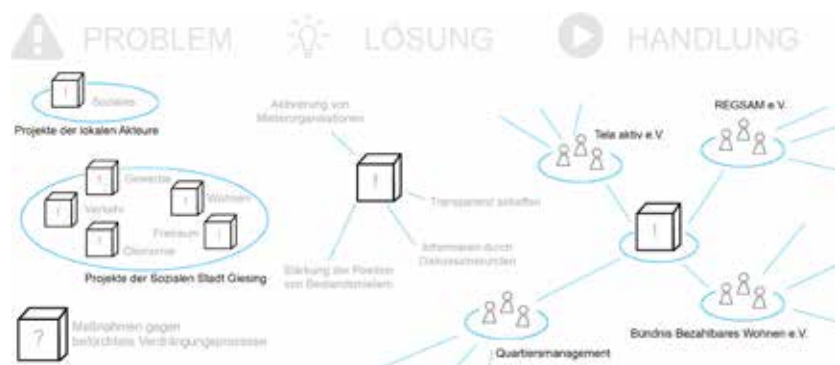 PROBLEM
LÖSUNG
HANDLUNG
!
Soziales
Projekte der lokalen Akteure
!
Gewerbe
!
Wohnen
!
Verkehr
Freiraum
!
!
Ökonomie
Projekte der Sozialen Stadt Giesing
?
Maßnahmen gegen
befürchtete Verdrängungsprozesse
Aktivierung von
Mieterorganisationen
!
Transparenz schaffen
Informieren durch
Diskussionsrunden
Stärkung der Position
von Bestandsmietern
Tela aktiv e.V.
REGSAM e.V.
!
Bündnis Bezahlbares Wohnen e.V.
Quartiersmanagement